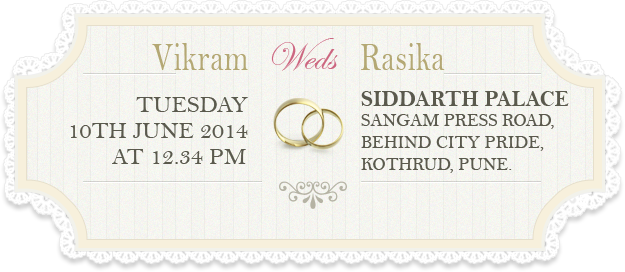 Vikram Weds Rasika
TUESDAY
10TH JUNE 2014
AT 12.34 PM
SIDDARTH PALACE
SANGAM PRESS ROAD,
BEHIND CITY PRIDE,
KOTHRUD, PUNE.